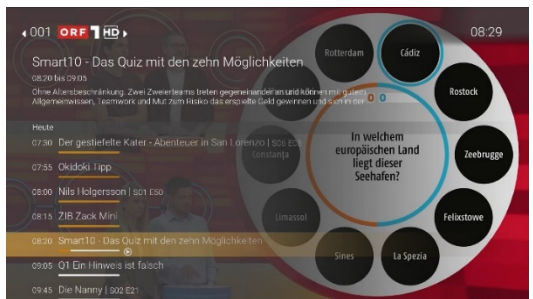 001 ORF 1 HD
08:29
Smart10 - Das Quiz mit den zehn Möglichkeiten
08:20 bis 09:05
Ohne Altersbeschränkung. Zwei Zweierteams treten gegeneinander an und können mit gutem
Allgemeinwissen, Teamwork und Mut zum Risiko das erspielte Geld gewinnen und sich in der
Heute
07:30 Der gestiefelte Kater - Abenteuer in San Lorenzo | S05 E05
07:55 Okidoki Tipp
08:00 Nils Holgersson | S01 E50
08:15 ZIB Zack Mini
08:20 Smart10 - Das Quiz mit den zehn Möglichkeiten
09:05 Q1 Ein Hinweis ist falsch
09:45 Die Nanny | S02 E21
0 0
In welchem
europäischen Land
liegt dieser
Seehafen?
Rotterdam
Cádiz
Rostock
Zeebrugge
Felixstowe
La Spezia
Sines
Limassol
Constanța